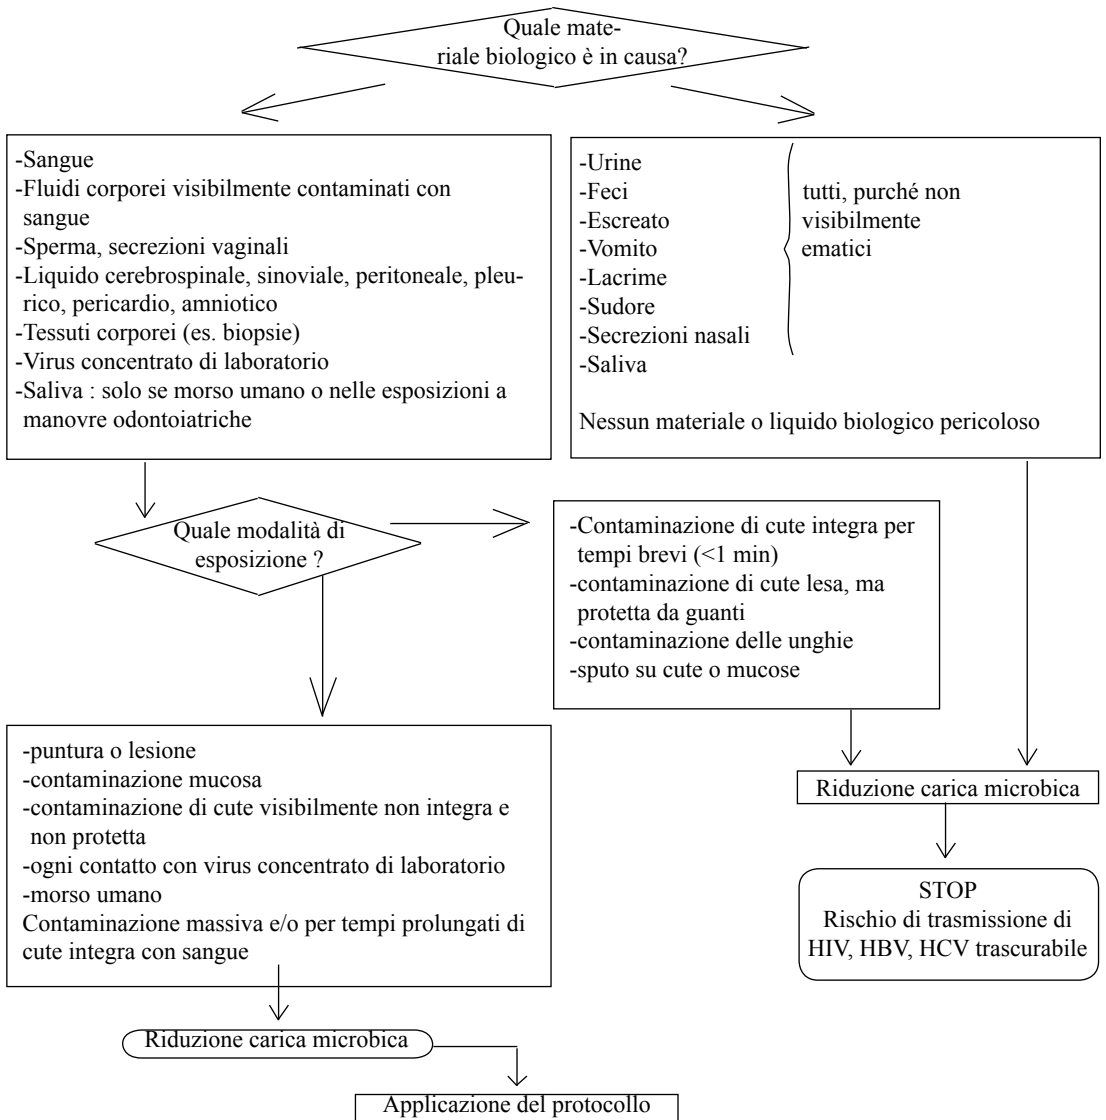 Quale mate-
riale biologico è in causa?
-Sangue
-Fluidi corporei visibilmente contaminati con
sangue
-Sperma, secrezioni vaginali
-Liquido cerebrospinale, sinoviale, peritoneale, pleu-
rico, pericardio, amniotico
-Tessuti corporei (es. biopsie)
-Virus concentrato di laboratorio
-Saliva : solo se morso umano o nelle esposizioni a
manovre odontoiatriche
-Urine
-Feci
-Escreato
-Vomito
-Lacrime
-Sudore
-Secrezioni nasali
-Saliva
tutti, purché non
visibilmente
ematici
Nessun materiale o liquido biologico pericoloso
Quale modalità di
esposizione ?
-Contaminazione di cute integra per
tempi brevi (<1 min)
-contaminazione di cute lesa, ma
protetta da guanti
-contaminazione delle unghie
-sputo su cute o mucose
-puntura o lesione
-contaminazione mucosa
-contaminazione di cute visibilmente non integra e
non protetta
-ogni contatto con virus concentrato di laboratorio
-morso umano
Contaminazione massiva e/o per tempi prolungati di
cute integra con sangue
Riduzione carica microbica
STOP
Rischio di trasmissione di
HIV, HBV, HCV trascurabile
Riduzione carica microbica
Applicazione del protocollo